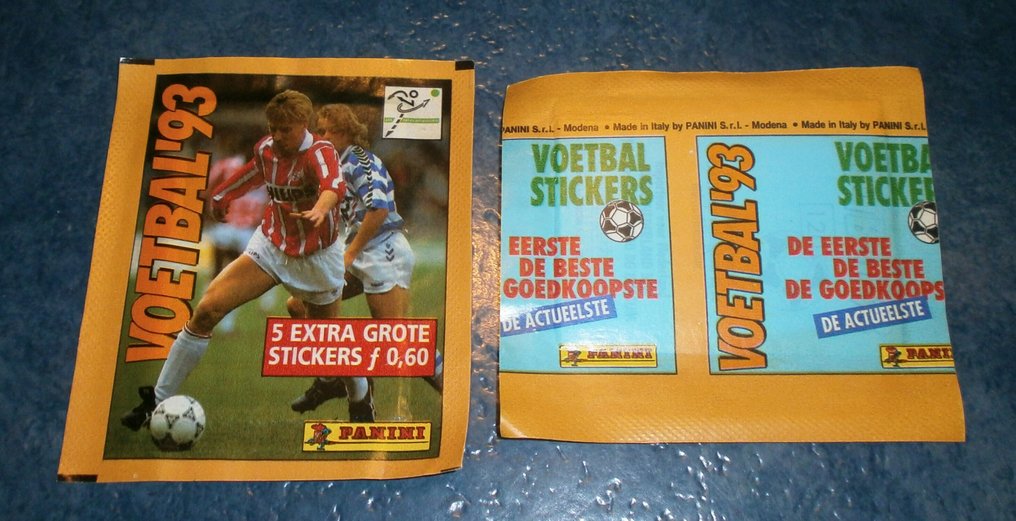 VOETBAL'93
5 EXTRA GROTE
STICKERS ƒ 0,60
PANINI
PANINI S.r.l. - Modena • Made in Italy by PANINI S.r.l. - Modena • Made in Italy by PANINI S.r.l.
VOETBAL
STICKERS
EERSTE
DE BESTE
GOEDKOOPSTE
DE ACTUEELSTE
PANINI
VOETBAL'93
VOETBA
STICKER
DE EERSTE
DE BESTE
DE GOEDKOOPS
DE ACTUEELSTE
PANINI